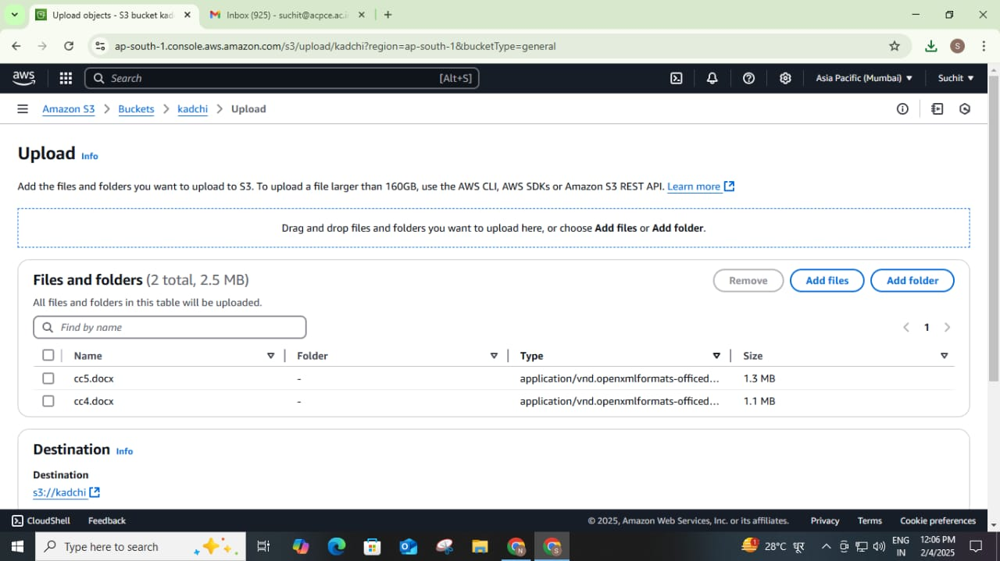 Upload objects - S3 bucket kad
Inbox (925) - suchit@acpce.ac.i
ap-south-1.console.aws.amazon.com/s3/upload/kadchi?region=ap-south-1&bucketType=general
S
aws
Search
[Alt+S]
Asia Pacific (Mumbai)
Suchit
Amazon S3
Buckets
kadchi
Upload
Upload Info
Add the files and folders you want to upload to S3. To upload a file larger than 160GB, use the AWS CLI, AWS SDKs or Amazon S3 REST API. Learn more
Drag and drop files and folders you want to upload here, or choose Add files or Add folder.
Files and folders (2 total, 2.5 MB)
Remove
Add files
Add folder
All files and folders in this table will be uploaded.
Find by name
1
Name Folder Type Size
cc5.docx - application/vnd.openxmlformats-officed... 1.3 MB
cc4.docx - application/vnd.openxmlformats-officed... 1.1 MB
Destination Info
Destination
s3://kadchi
CloudShell Feedback © 2025, Amazon Web Services, Inc. or its affiliates. Privacy Terms Cookie preferences
Type here to search
N
S
1
28°C धूर
ENG
IN
12:06 PM
2/4/2025